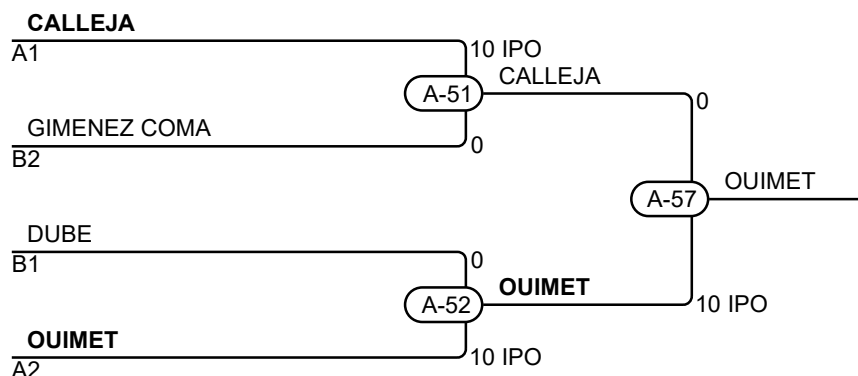 CALLEJA
A1
10 IPO
A-51
CALLEJA
GIMENEZ COMA
B2
0
0
A-57
OUIMET
DUBE
B1
0
A-52
OUIMET
10 IPO
OUIMET
A2
10 IPO